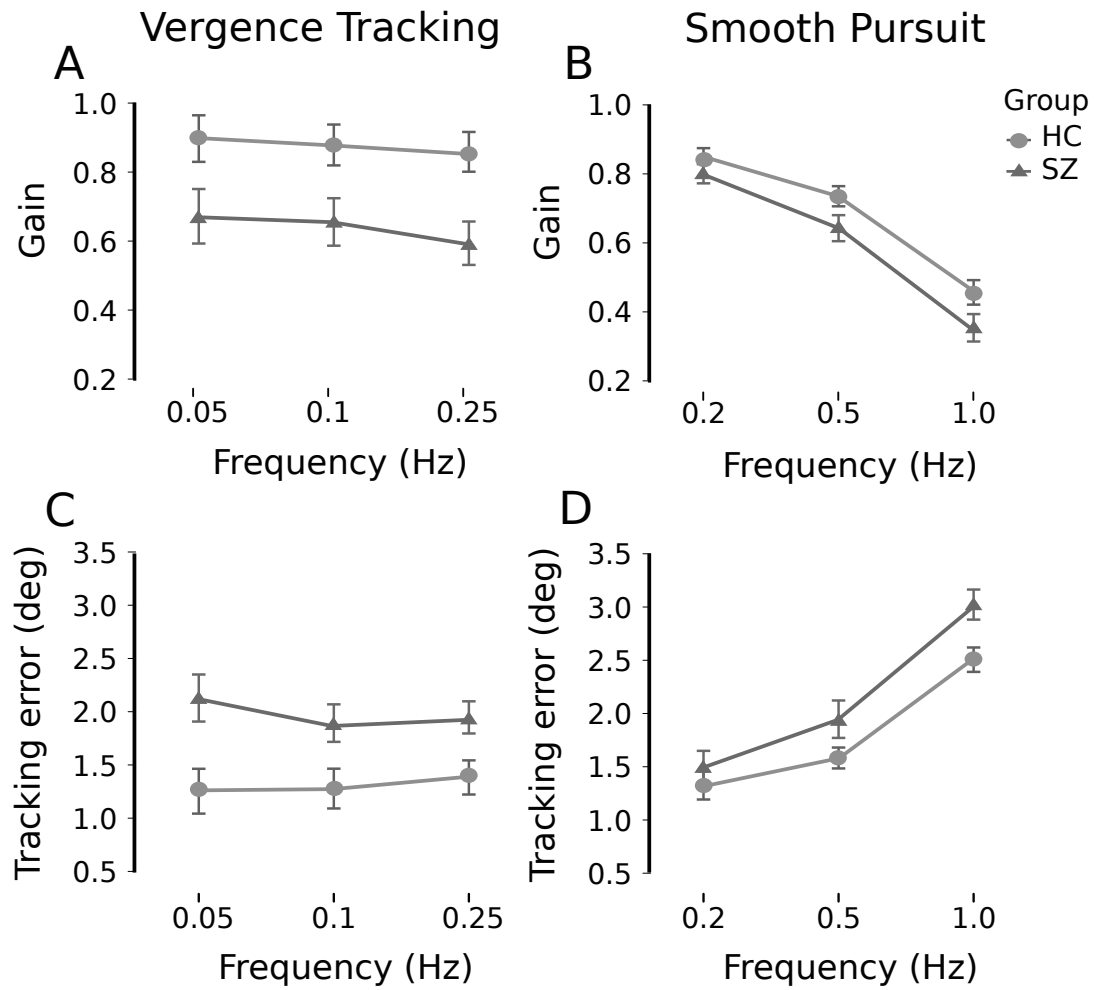 Vergence Tracking
Smooth Pursuit
A
1.0
0.8
0.6
0.4
0.2
Gain
0.05 0.1 0.25
Frequency (Hz)
B
1.0
0.8
0.6
0.4
0.2
Gain
0.2 0.5 1.0
Frequency (Hz)
Group
HC
SZ
C
3.5
3.0
2.5
2.0
1.5
1.0
0.5
Tracking error (deg)
0.05 0.1 0.25
Frequency (Hz)
D
3.5
3.0
2.5
2.0
1.5
1.0
0.5
Tracking error (deg)
0.2 0.5 1.0
Frequency (Hz)